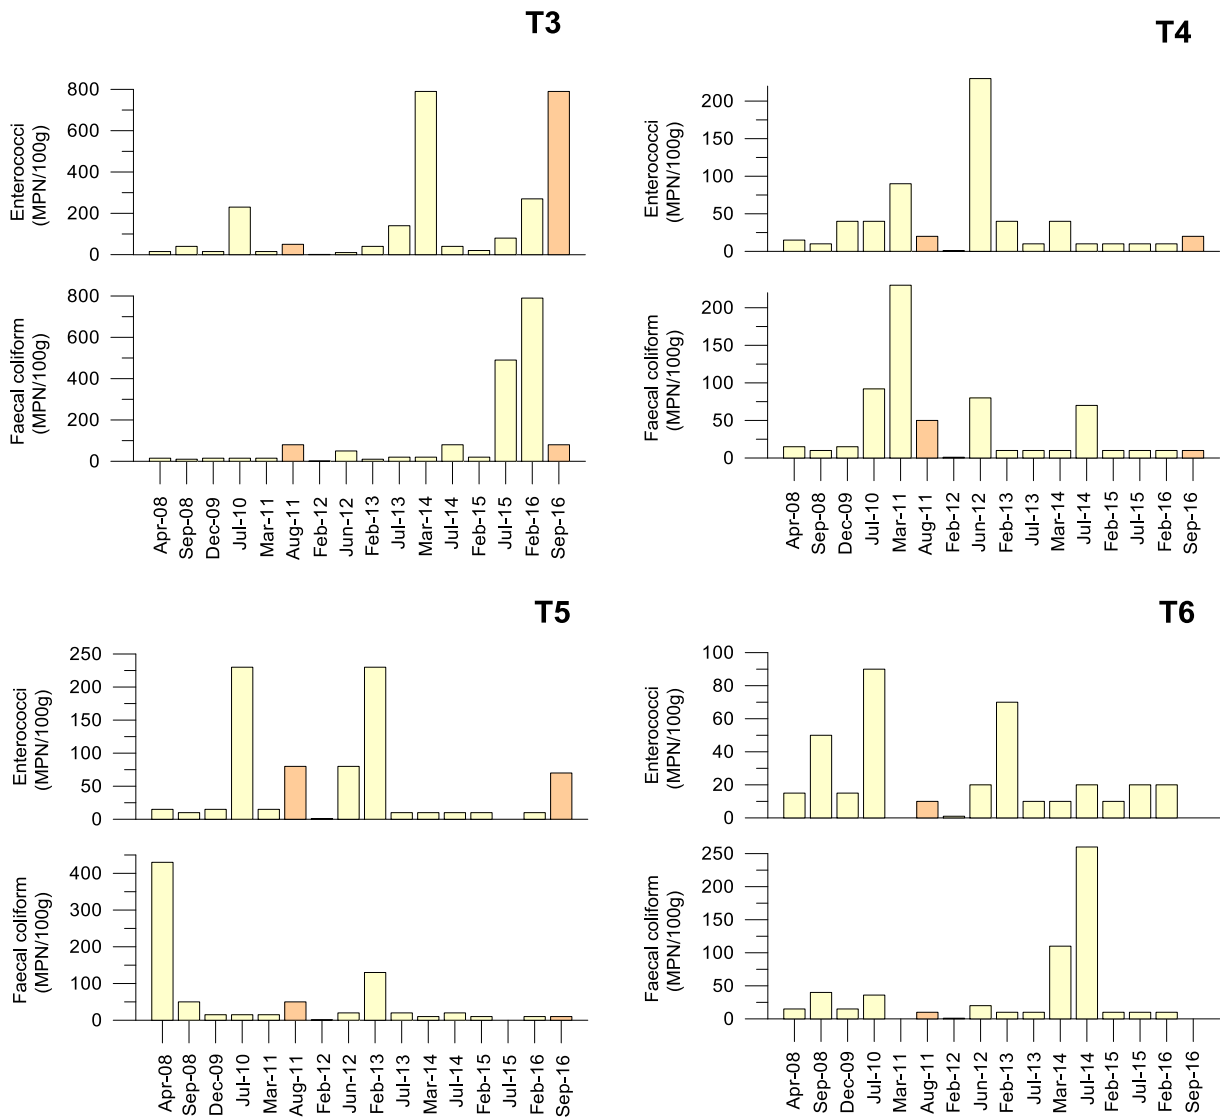 T3
Enterococci
(MPN/100g)
800
600
400
200
0
Faecal coliform
(MPN/100g)
800
600
400
200
0
Apr-08
Sep-08
Dec-09
Jul-10
Mar-11
Aug-11
Feb-12
Jun-12
Feb-13
Jul-13
Mar-14
Jul-14
Feb-15
Jul-15
Feb-16
Sep-16
T4
Enterococci
(MPN/100g)
200
150
100
50
0
Faecal coliform
(MPN/100g)
200
150
100
50
0
Apr-08
Sep-08
Dec-09
Jul-10
Mar-11
Aug-11
Feb-12
Jun-12
Feb-13
Jul-13
Mar-14
Jul-14
Feb-15
Jul-15
Feb-16
Sep-16
T5
Enterococci
(MPN/100g)
250
200
150
100
50
0
Faecal coliform
(MPN/100g)
400
300
200
100
0
Apr-08
Sep-08
Dec-09
Jul-10
Mar-11
Aug-11
Feb-12
Jun-12
Feb-13
Jul-13
Mar-14
Jul-14
Feb-15
Jul-15
Feb-16
Sep-16
T6
Enterococci
(MPN/100g)
100
80
60
40
20
0
Faecal coliform
(MPN/100g)
250
200
150
100
50
0
Apr-08
Sep-08
Dec-09
Jul-10
Mar-11
Aug-11
Feb-12
Jun-12
Feb-13
Jul-13
Mar-14
Jul-14
Feb-15
Jul-15
Feb-16
Sep-16